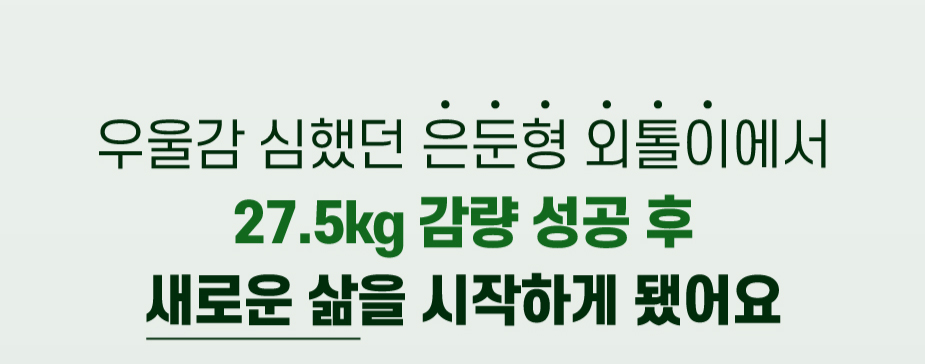 우울감 심했던 은둔형 외톨이에서
27.5kg 감량 성공 후
새로운 삶을 시작하게 됐어요